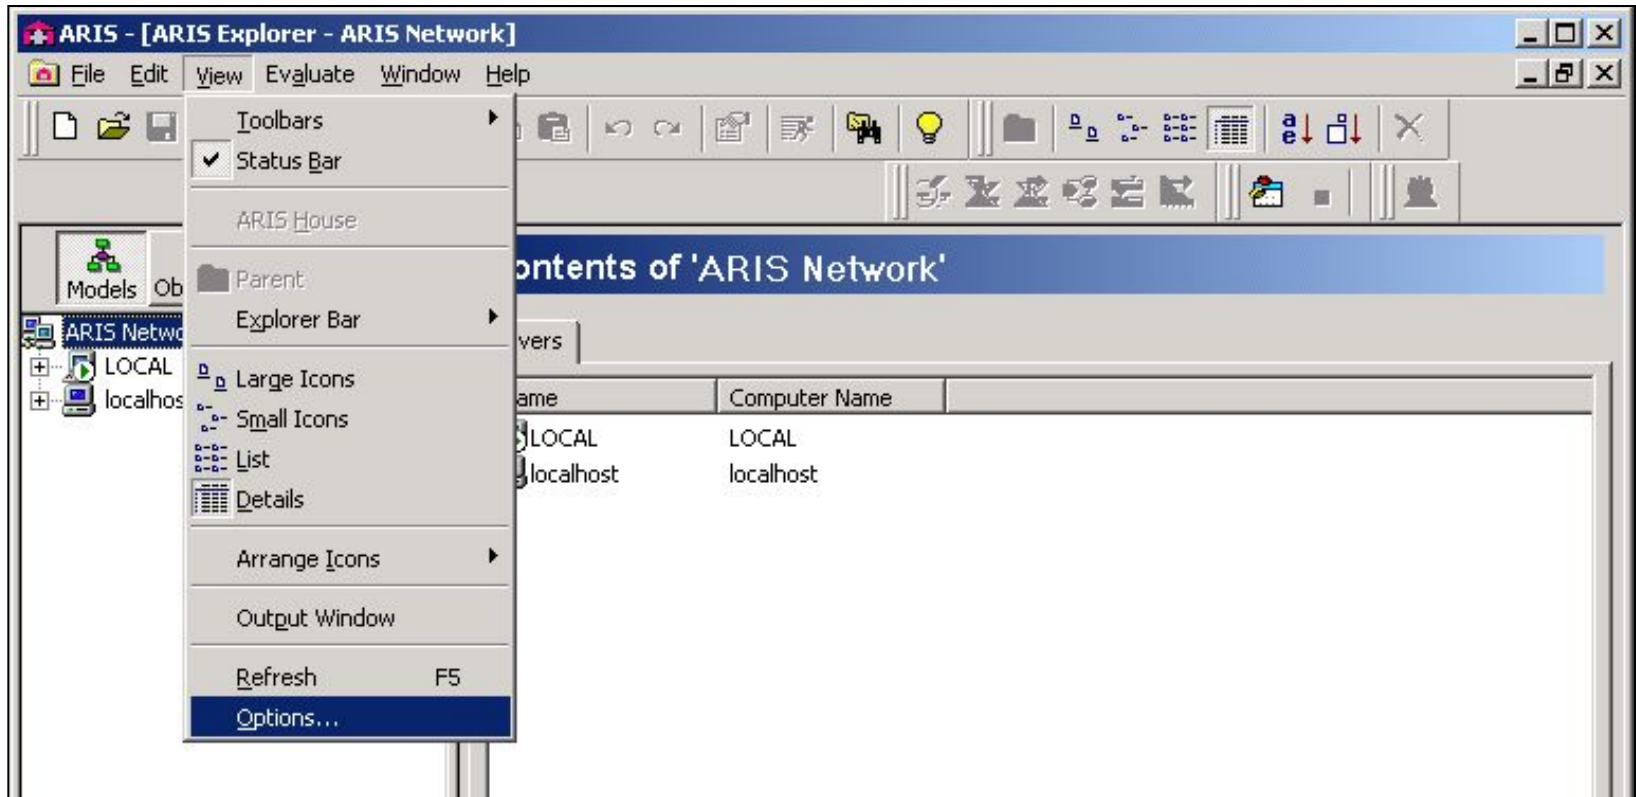 ARIS - [ARIS Explorer - ARIS Network]
File Edit View Evaluate Window Help
Toolbars
Status Bar
ARIS House
Parent
Explorer Bar
Large Icons
Small Icons
List
Details
Arrange Icons
Output Window
Refresh F5
Options...
Models Ob
ARIS Netwo
LOCAL
localhos
ontents of 'ARIS Network'
vers
ame Computer Name
LOCAL LOCAL
localhost localhost